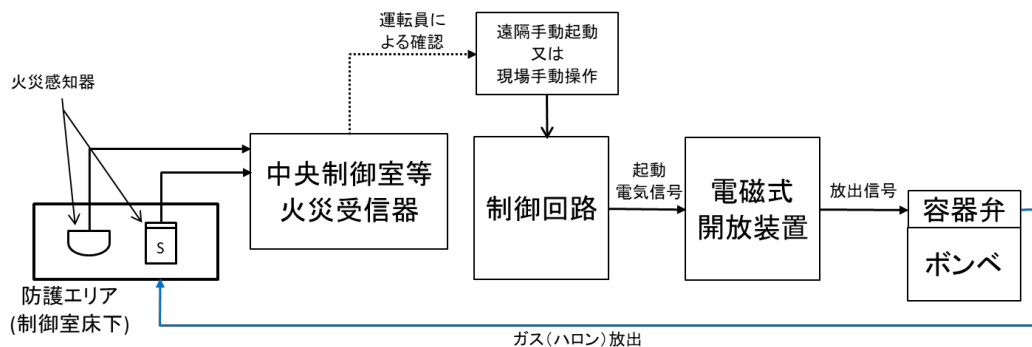 運転員に
よる確認
遠隔手動起動
又は
現場手動操作
火災感知器
中央制御室等
火災受信器
制御回路
起動
電気信号
電磁式
開放装置
放出信号
容器弁
ボンベ
S
防護エリア
(制御室床下)
ガス(ハロン)放出